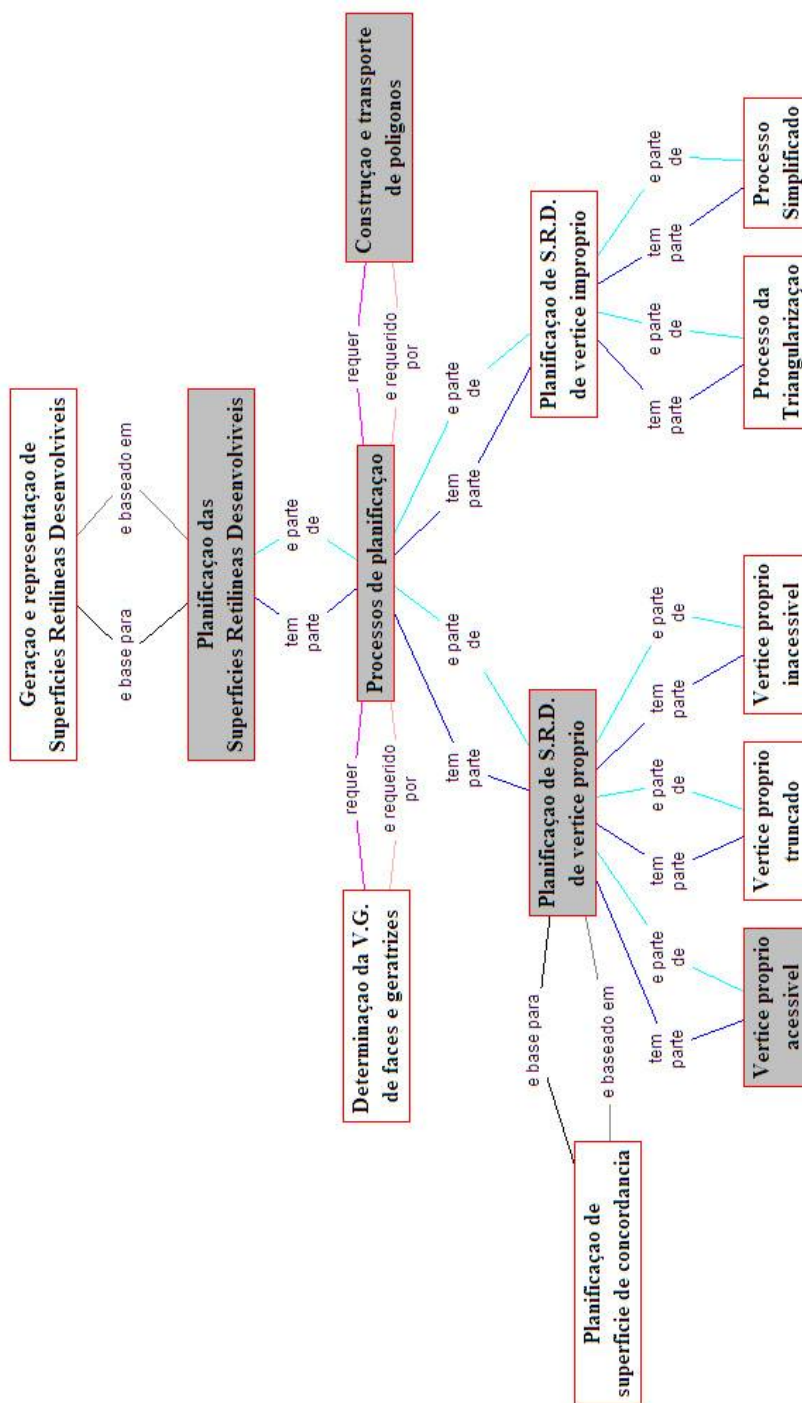 Geraçao e representaçao de
Superficies Retilineas Desenvolviveis
e base para
e baseado em
Planificaçao das
Superficies Retilineas Desenvolviveis
tem
parte
e parte
de
Determinaçao da V.G.
de faces e geratrizes
requer
e requerido
por
Processos de planificaçao
requer
e requerido
por
Construçao e transporte
de poligonos
tem
parte
e parte
de
tem
parte
e parte
de
Planificaçao de
superficie de concordancia
e base para
e baseado em
Planificaçao de S.R.D.
de vertice proprio
Planificaçao de S.R.D.
de vertice improprio
tem
parte
e parte
de
tem
parte
e parte
de
tem
parte
e parte
de
tem
parte
e parte
de
tem
parte
e parte
de
Vertice proprio
acessivel
Vertice proprio
truncado
Vertice proprio
inacessivel
Processo da
Triangularizaçao
Processo
Simplificado